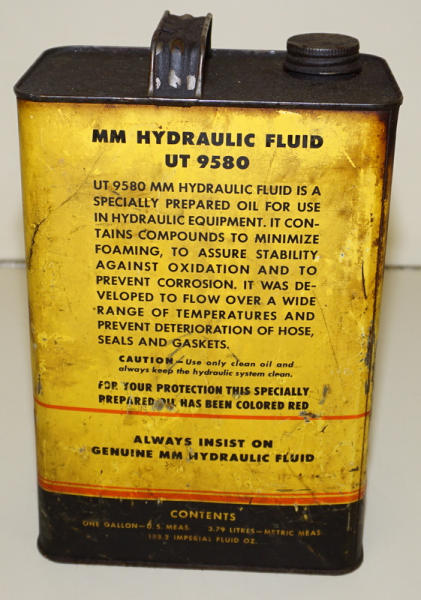 MM HYDRAULIC FLUID
UT 9580
UT 9580 MM HYDRAULIC FLUID IS A
SPECIALLY PREPARED OIL FOR USE
IN HYDRAULIC EQUIPMENT. IT CON-
TAINS COMPOUNDS TO MINIMIZE
FOAMING, TO ASSURE STABILITY
AGAINST OXIDATION AND TO
PREVENT CORROSION. IT WAS DE-
VELOPED TO FLOW OVER A WIDE
RANGE OF TEMPERATURES AND
PREVENT DETERIORATION OF HOSE,
SEALS AND GASKETS.
CAUTION—Use only clean oil and
always keep the hydraulic system clean.
FOR YOUR PROTECTION THIS SPECIALLY
PREPARED OIL HAS BEEN COLORED RED
ALWAYS INSIST ON
GENUINE MM HYDRAULIC FLUID
CONTENTS
ONE GALLON—U.S. MEAS. 3.79 LITRES—METRIC MEAS.
IMPERIAL FLUID OZ.